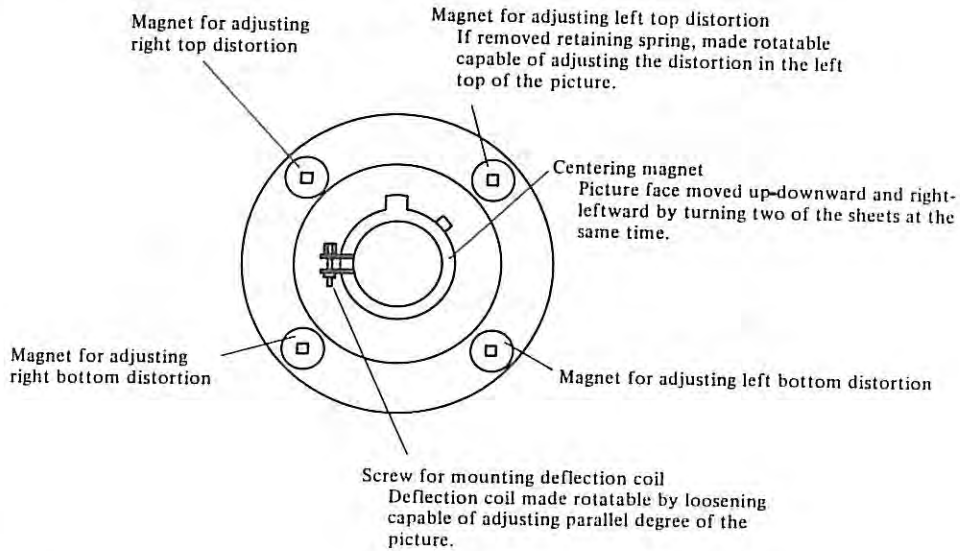 Magnet for adjusting
right top distortion
Magnet for adjusting left top distortion
If removed retaining spring, made rotatable
capable of adjusting the distortion in the left
top of the picture.
Centering magnet
Picture face moved up-downward and right-
leftward by turning two of the sheets at the
same time.
Magnet for adjusting
right bottom distortion
Magnet for adjusting left bottom distortion
Screw for mounting deflection coil
Deflection coil made rotatable by loosening
capable of adjusting parallel degree of the
picture.